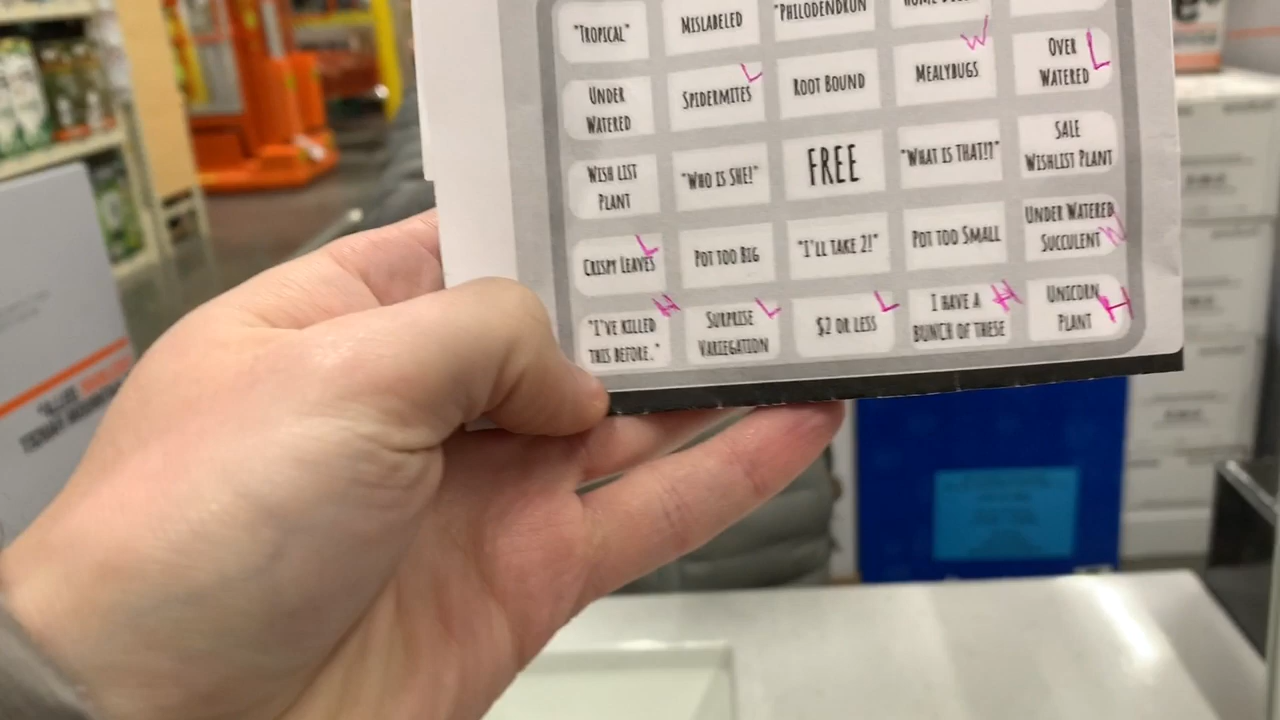 "TROPICAL"
MISLABELED
"PHILODENDRON
UNDER
WATERED
SPIDERMITES L
ROOT BOUND
MEALYBUGS W
OVER
WATERED L
WISH LIST
PLANT
"WHO IS SHE!"
FREE
"WHAT IS THAT!?"
SALE
WISHLIST PLANT
CRISPY LEAVES L
POT TOO BIG
"I'LL TAKE 2!"
POT TOO SMALL
UNDER WATERED
SUCCULENT W
"I'VE KILLED H
THIS BEFORE."
SURPRISE L
VARIEGATION
$2 OR LESS L
I HAVE A H
BUNCH OF THESE
UNICORN
PLANT H